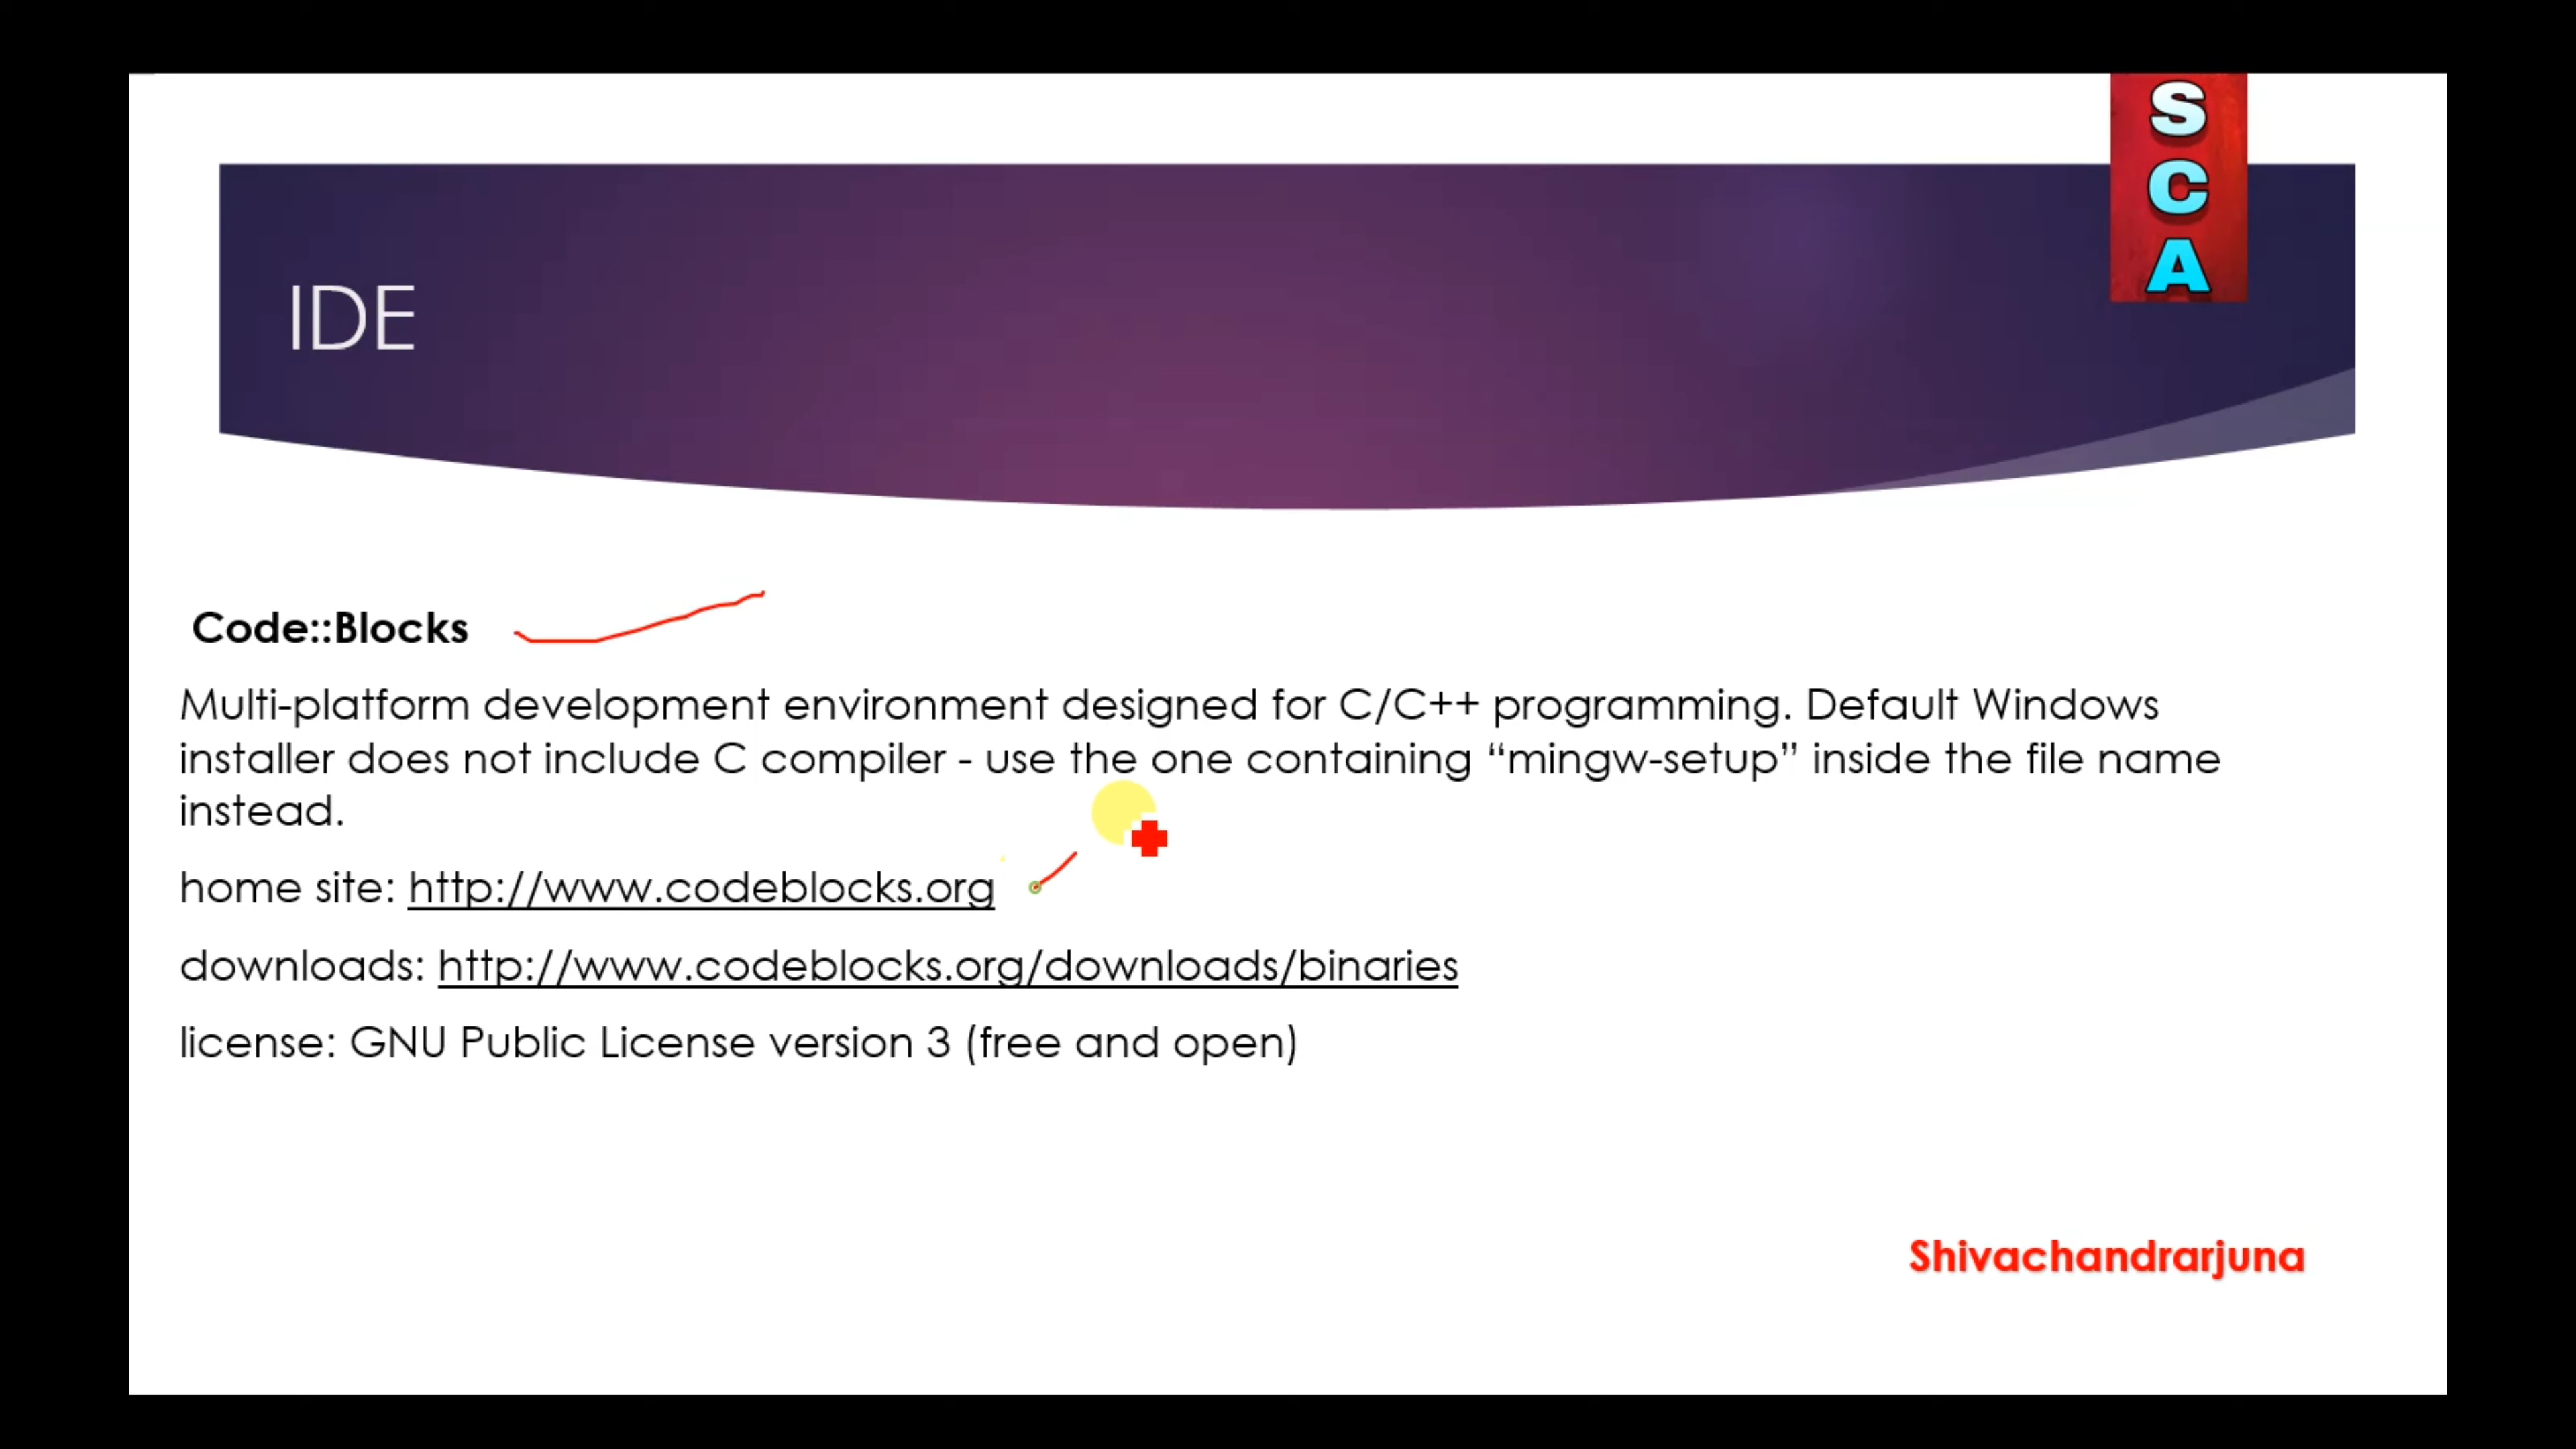 S
C
A
IDE
Code::Blocks
Multi-platform development environment designed for C/C++ programming. Default Windows
installer does not include C compiler - use the one containing “mingw-setup” inside the file name
instead.
home site: http://www.codeblocks.org
downloads: http://www.codeblocks.org/downloads/binaries
license: GNU Public License version 3 (free and open)
Shivachandrarjuna